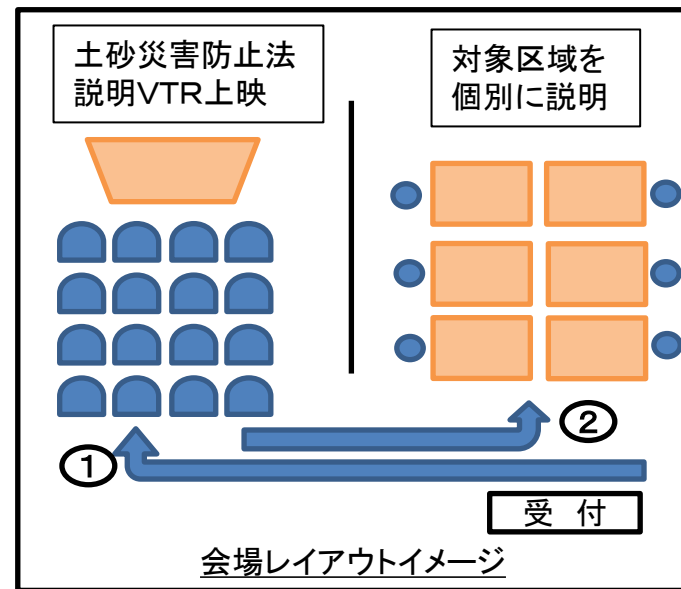 土砂災害防止法
説明VTR上映
対象区域を
個別に説明
②
①
受 付
会場レイアウトイメージ